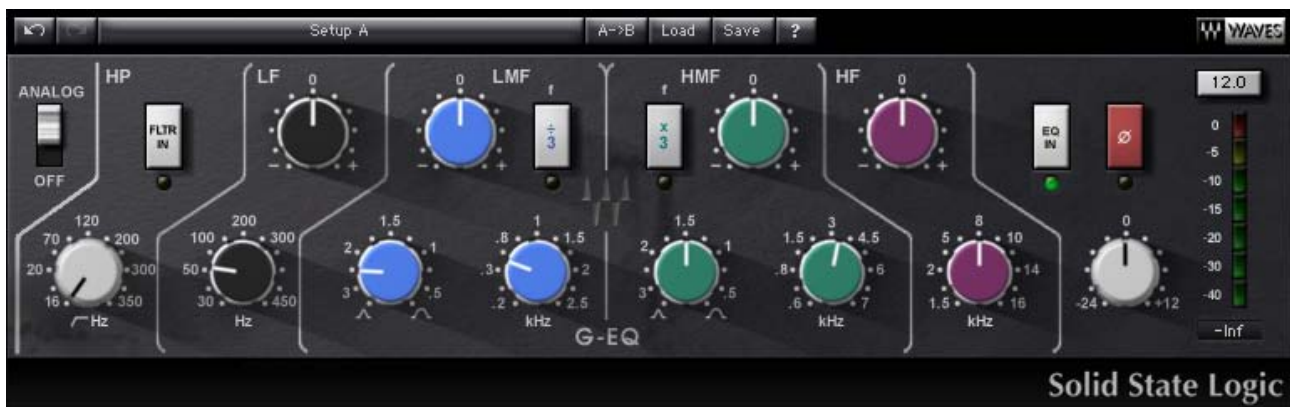 Setup A A->B Load Save ? WAVES
ANALOG HP LF 0 0 LMF f f HMF 0 HF 0 12.0
FLTR IN ÷3 x3 EQ IN ø
OFF - + - + - + - +
0
-5
-10
-15
-20
-30
-40
-Inf
16 20 70 120 200 300 350 Hz
30 50 100 200 300 450 Hz
3 2 1.5 1 .5
.2 .3 .8 1 1.5 2 2.5 kHz
3 2 1.5 1 .5
.6 .8 1.5 3 4.5 6 7 kHz
1.5 2 5 8 10 14 16 kHz
-24 0 +12
G-EQ
Solid State Logic